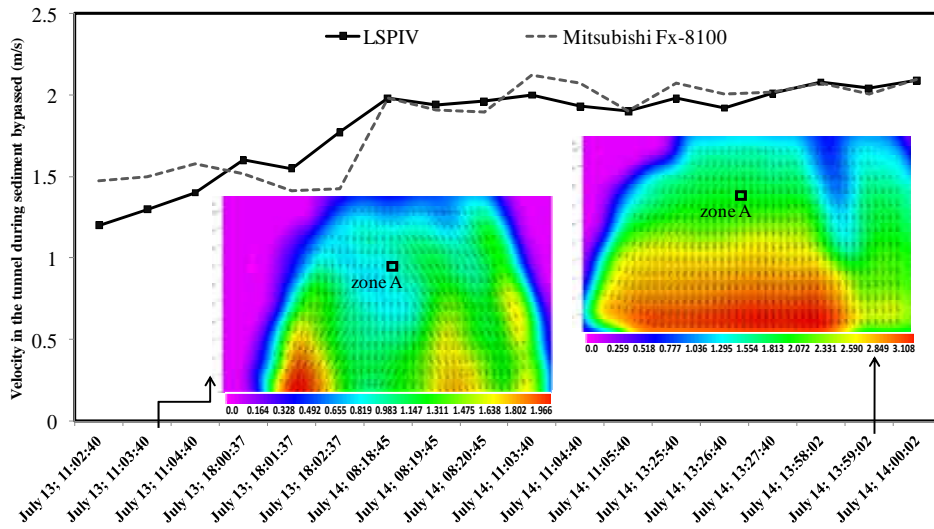 2.5
LSPIV
Mitsubishi Fx-8100
2
1.5
1
0.5
0
Velocity in the tunnel during sediment bypassed (m/s)
zone A
0.0 0.164 0.328 0.492 0.655 0.819 0.983 1.147 1.311 1.475 1.638 1.802 1.966
zone A
0.0 0.259 0.518 0.777 1.036 1.295 1.554 1.813 2.072 2.331 2.590 2.849 3.108
July 13; 11:02:40
July 13; 11:03:40
July 13; 11:04:40
July 13; 18:00:37
July 13; 18:01:37
July 13; 18:02:37
July 14; 08:18:45
July 14; 08:19:45
July 14; 08:20:45
July 14; 11:03:40
July 14; 11:04:40
July 14; 11:05:40
July 14; 13:25:40
July 14; 13:26:40
July 14; 13:27:40
July 14; 13:58:02
July 14; 13:59:02
July 14; 14:00:02